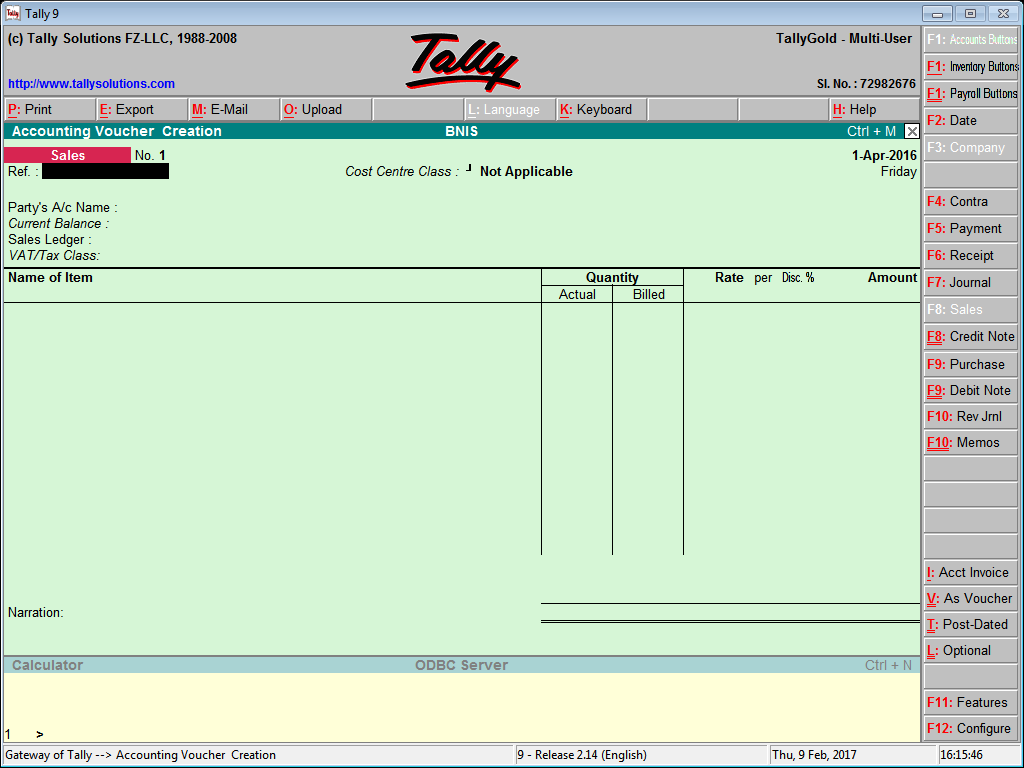 Tally 9
(c) Tally Solutions FZ-LLC, 1988-2008
Tally
TallyGold - Multi-User
http://www.tallysolutions.com
Sl. No. : 72982676
P: Print E: Export M: E-Mail O: Upload L: Language K: Keyboard H: Help
Accounting Voucher Creation BNIS Ctrl + M
Sales No. 1 1-Apr-2016
Ref. : Cost Centre Class : Not Applicable Friday
Party's A/c Name :
Current Balance :
Sales Ledger :
VAT/Tax Class:
Name of Item Quantity Rate per Disc. % Amount
Actual Billed
Narration:
Calculator ODBC Server Ctrl + N
1 >
F1: Accounts Buttons
F1: Inventory Buttons
F1: Payroll Buttons
F2: Date
F3: Company
F4: Contra
F5: Payment
F6: Receipt
F7: Journal
F8: Sales
F8: Credit Note
F9: Purchase
F9: Debit Note
F10: Rev Jrnl
F10: Memos
I: Acct Invoice
V: As Voucher
T: Post-Dated
L: Optional
F11: Features
F12: Configure
Gateway of Tally --> Accounting Voucher Creation 9 - Release 2.14 (English) Thu, 9 Feb, 2017 16:15:46